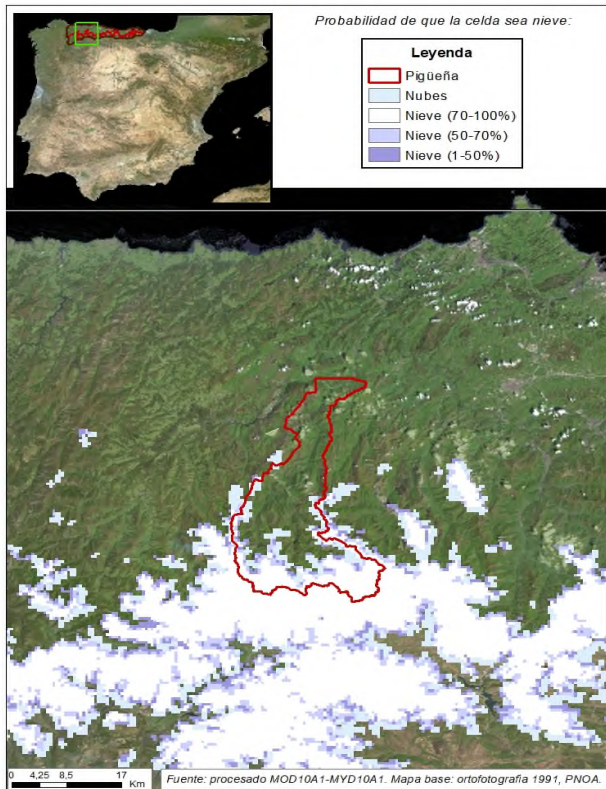 Probabilidad de que la celda sea nieve:
Leyenda
Pigüeña
Nubes
Nieve (70-100%)
Nieve (50-70%)
Nieve (1-50%)
0 4,25 8,5 17
Km
Fuente: procesado MOD10A1-MYD10A1. Mapa base: ortofotografia 1991, PNOA.